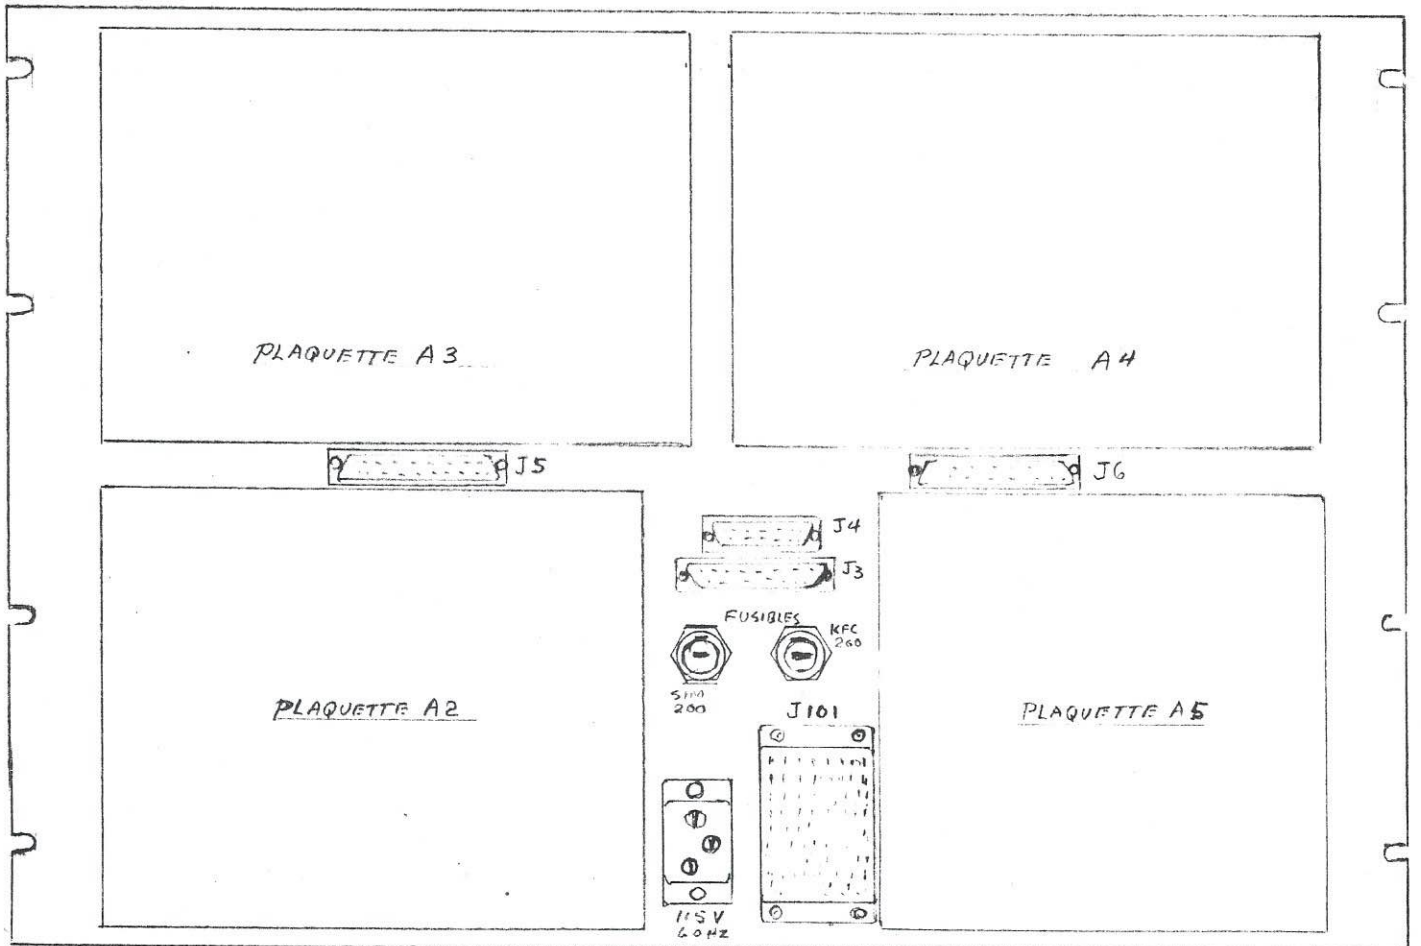 PLAQUETTE A3
PLAQUETTE A4
J5
J6
J4
J3
FUSIBLES
KFC
260
200
J101
PLAQUETTE A2
PLAQUETTE A5
115V
60HZ